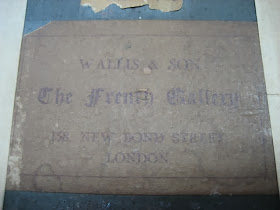 WALLIS & SON
The French Gallery
158, NEW BOND STREET
LONDON